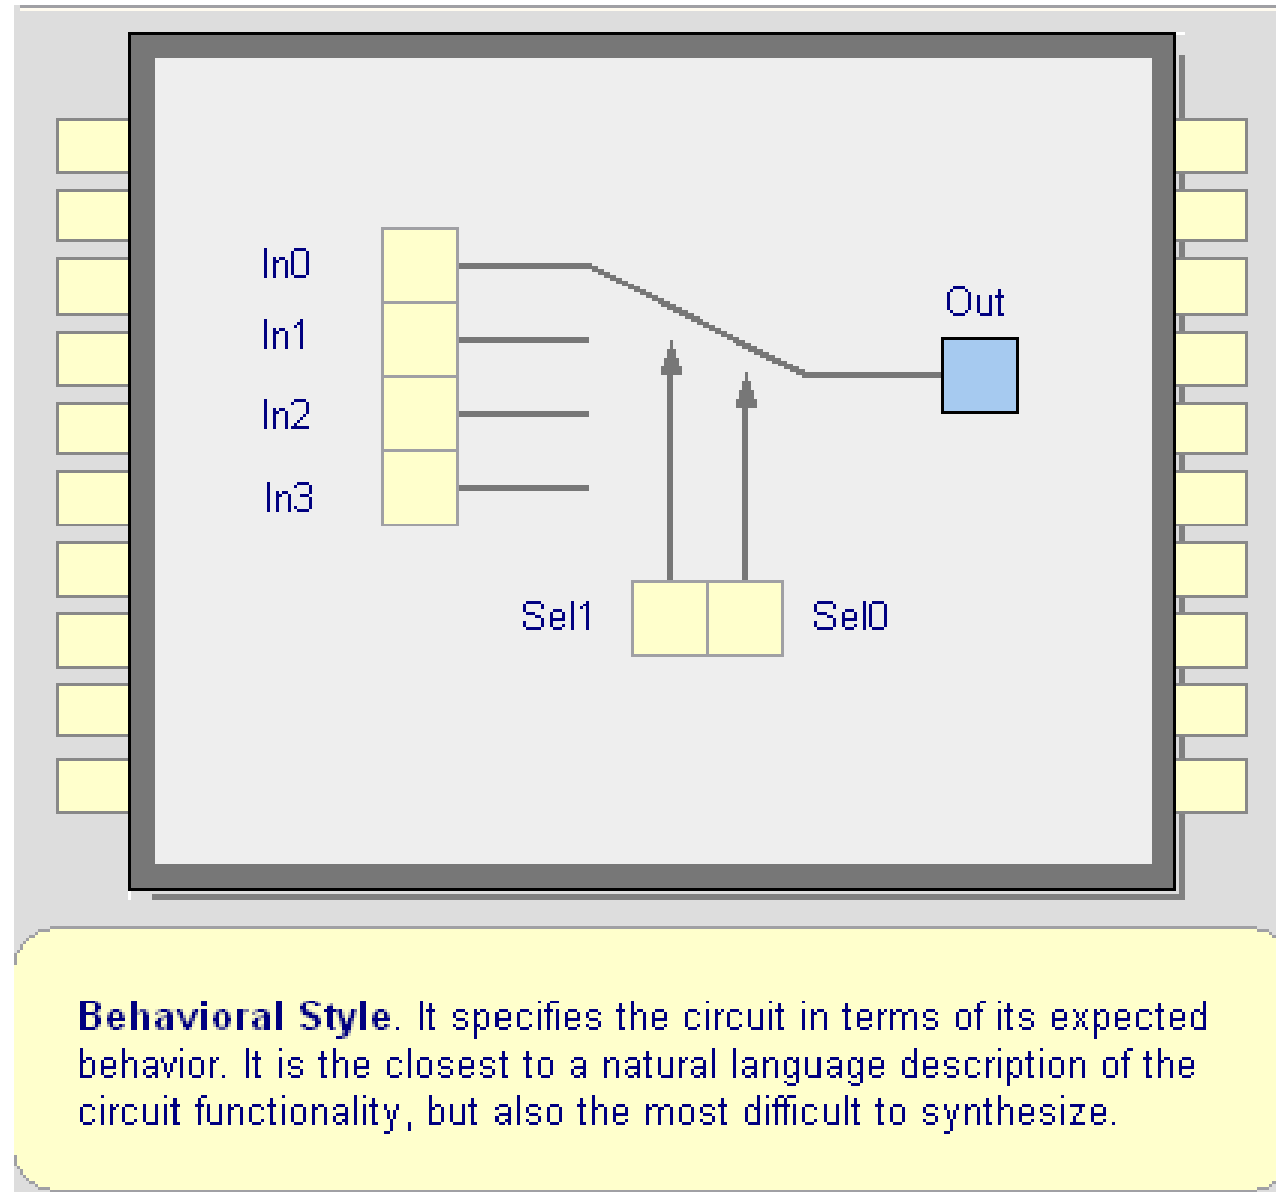 In0
In1
In2
In3
Out
Sel1
Sel0
Behavioral Style. It specifies the circuit in terms of its expected
behavior. It is the closest to a natural language description of the
circuit functionality, but also the most difficult to synthesize.